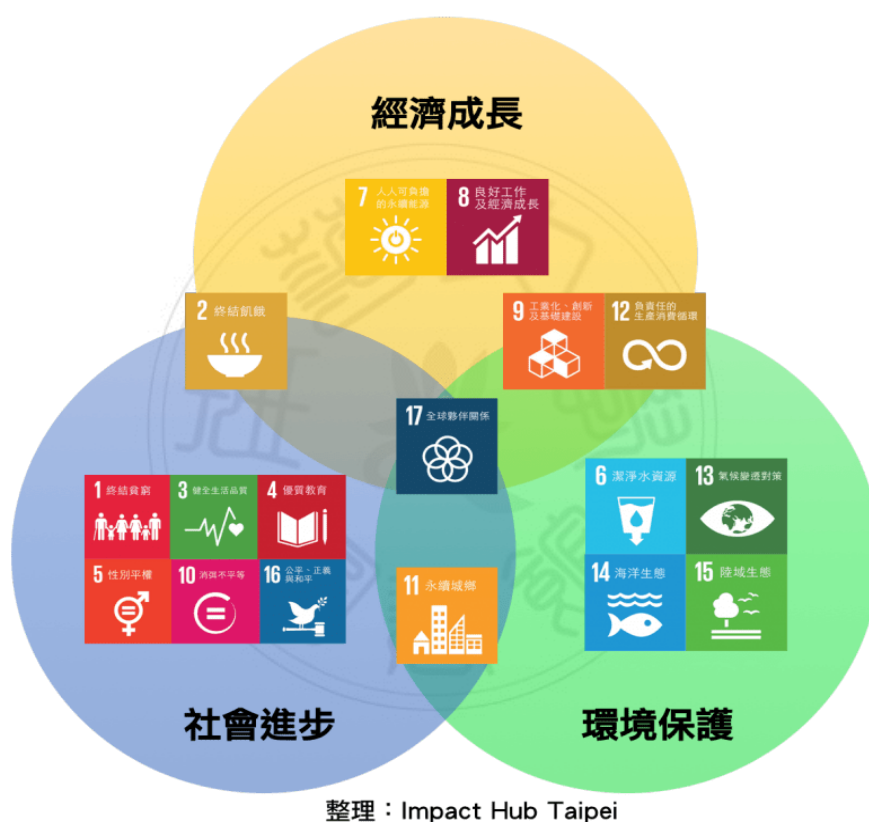 經濟成長
7 人人可負擔
的永續能源
8 良好工作
及經濟成長
2 終結飢餓
9 工業化、創新
及基礎建設
12 負責任的
生產消費循環
17 全球夥伴關係
1 終結貧窮
3 健全生活品質
4 優質教育
5 性別平權
10 消弭不平等
16 公平、正義
與和平
6 潔淨水資源
13 氣候變遷對策
14 海洋生態
15 陸域生態
11 永續城鄉
社會進步
環境保護
整理：Impact Hub Taipei